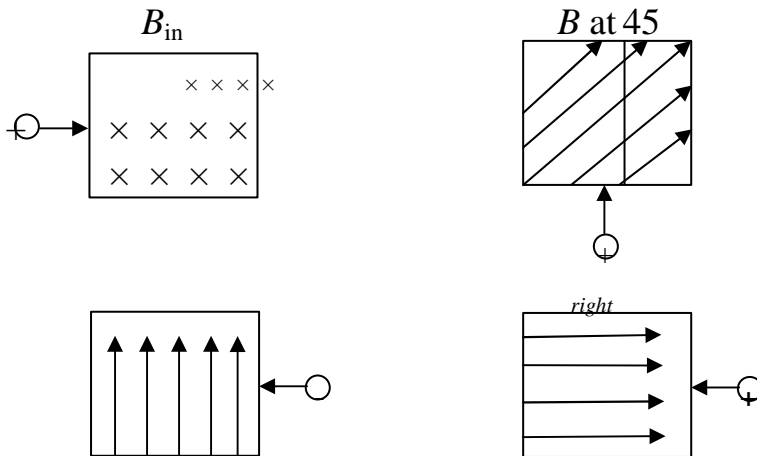 B_in
B at 45
× × × ×
+
× × × ×
× × × ×
+
right
+